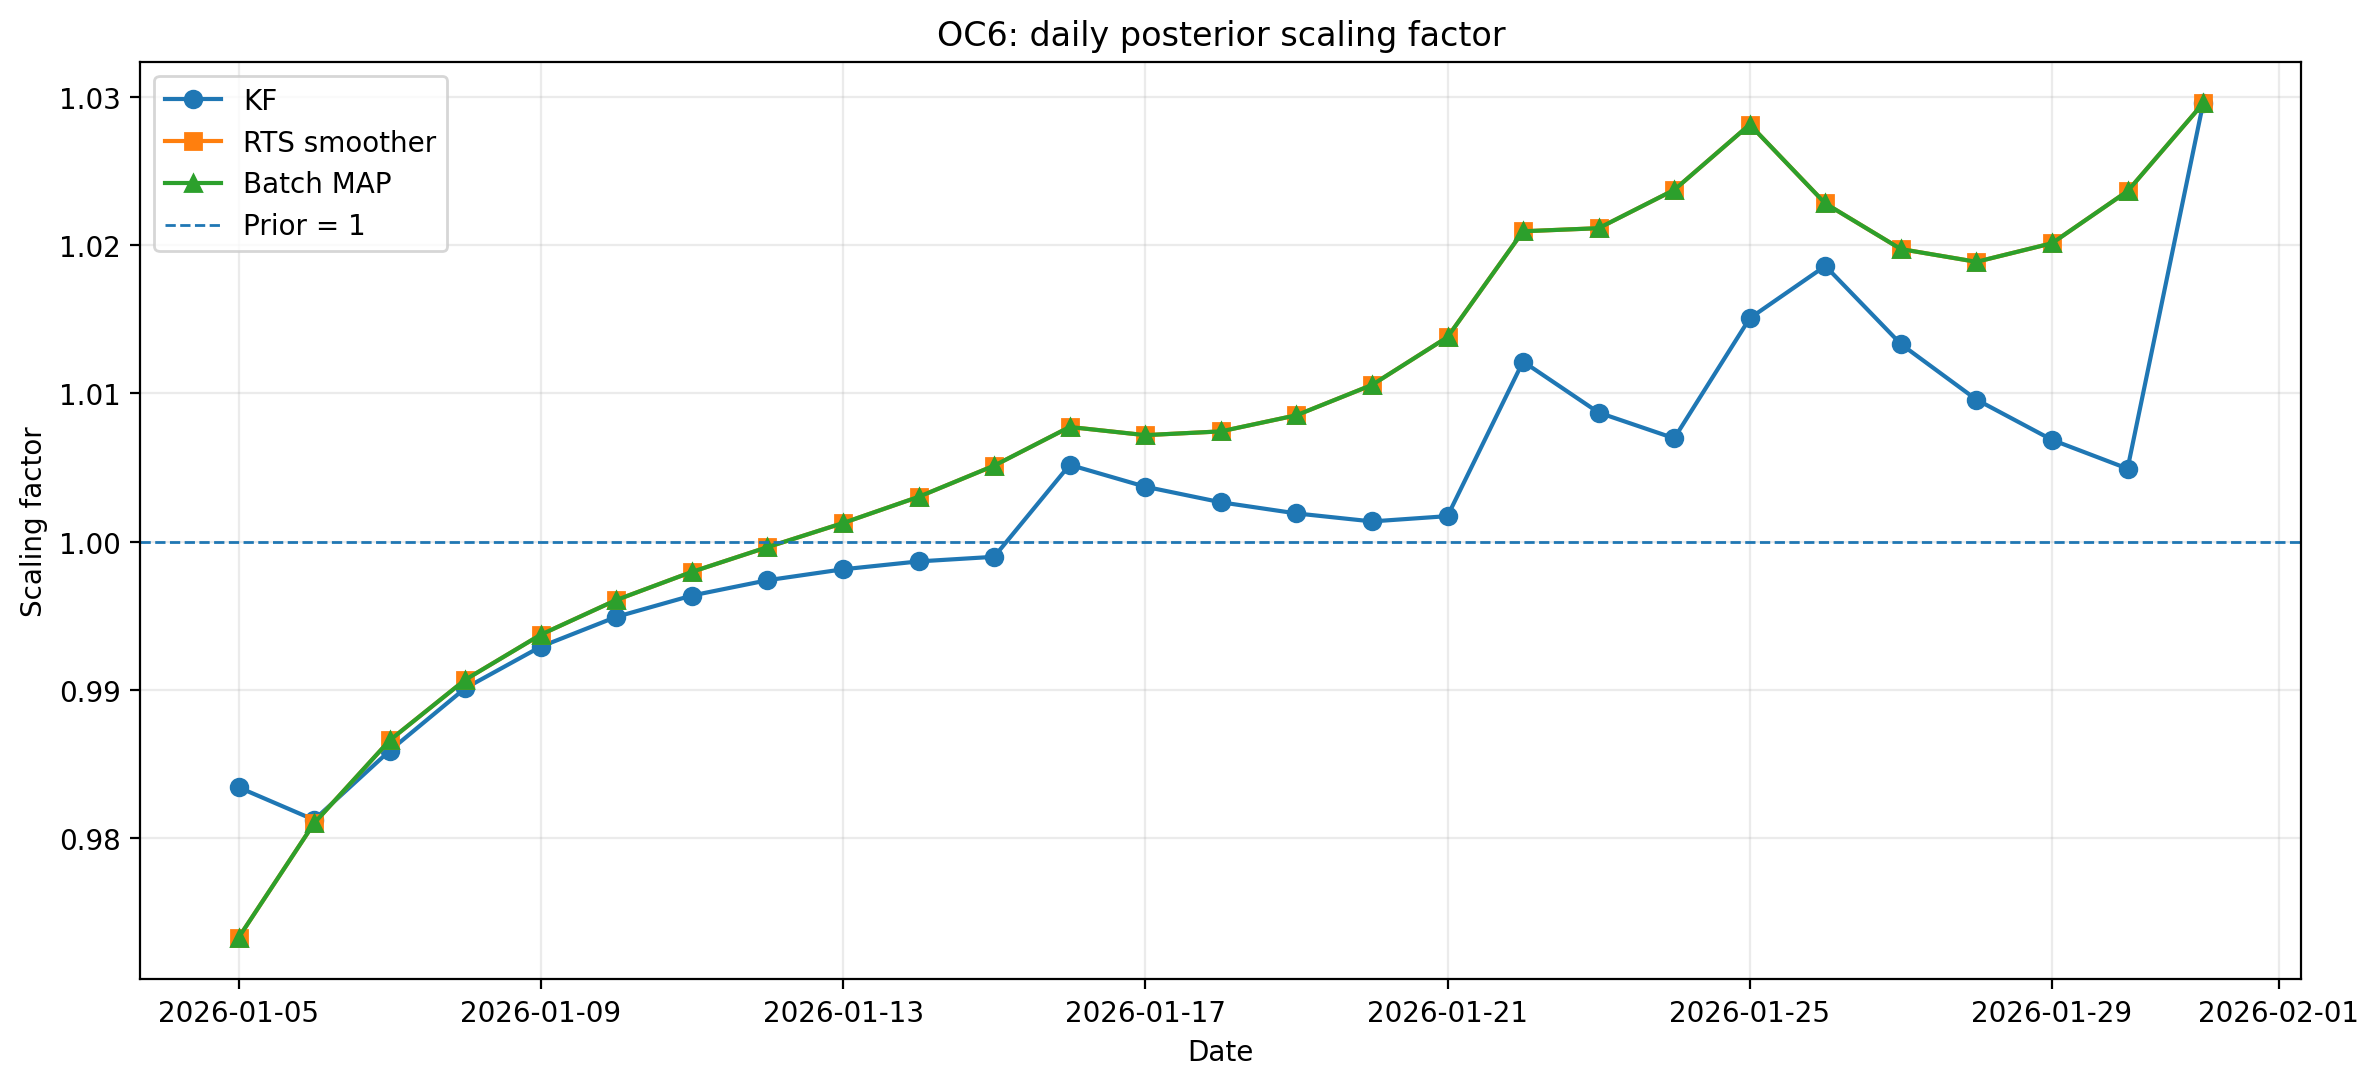 OC6: daily posterior scaling factor
KF
RTS smoother
Batch MAP
Prior = 1
Scaling factor
1.03
1.02
1.01
1.00
0.99
0.98
2026-01-05 2026-01-09 2026-01-13 2026-01-17 2026-01-21 2026-01-25 2026-01-29 2026-02-01
Date